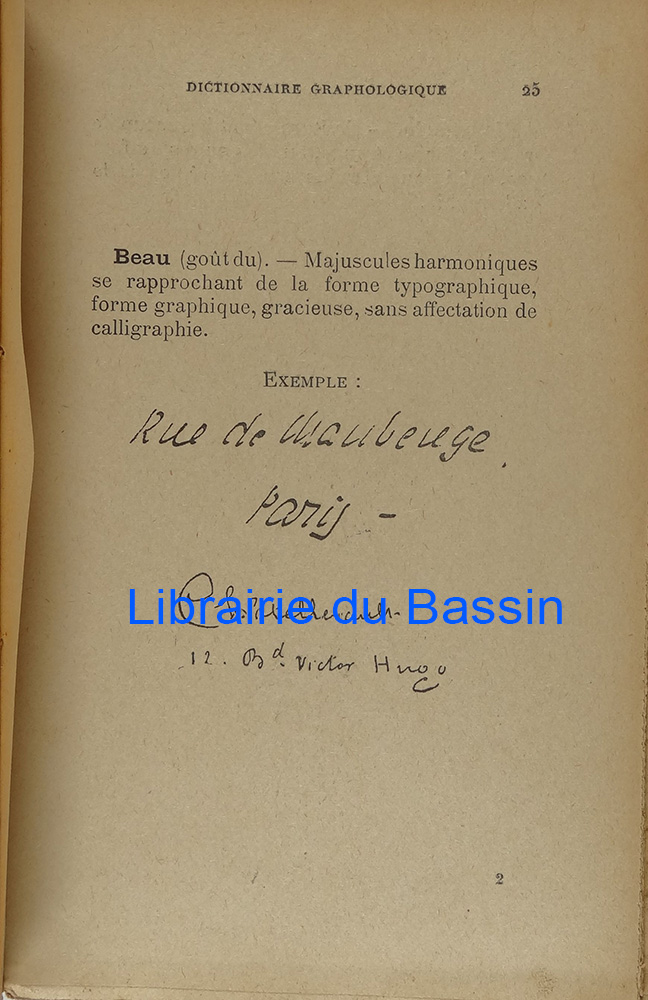 DICTIONNAIRE GRAPHOLOGIQUE 25
Beau (goût du). — Majuscules harmoniques
se rapprochant de la forme typographique,
forme graphique, gracieuse, sans affectation de
calligraphie.
EXEMPLE :
Rue de Maubeuge.
Paris –
Librairie du Bassin
12. Bd. Victor Hugo
2